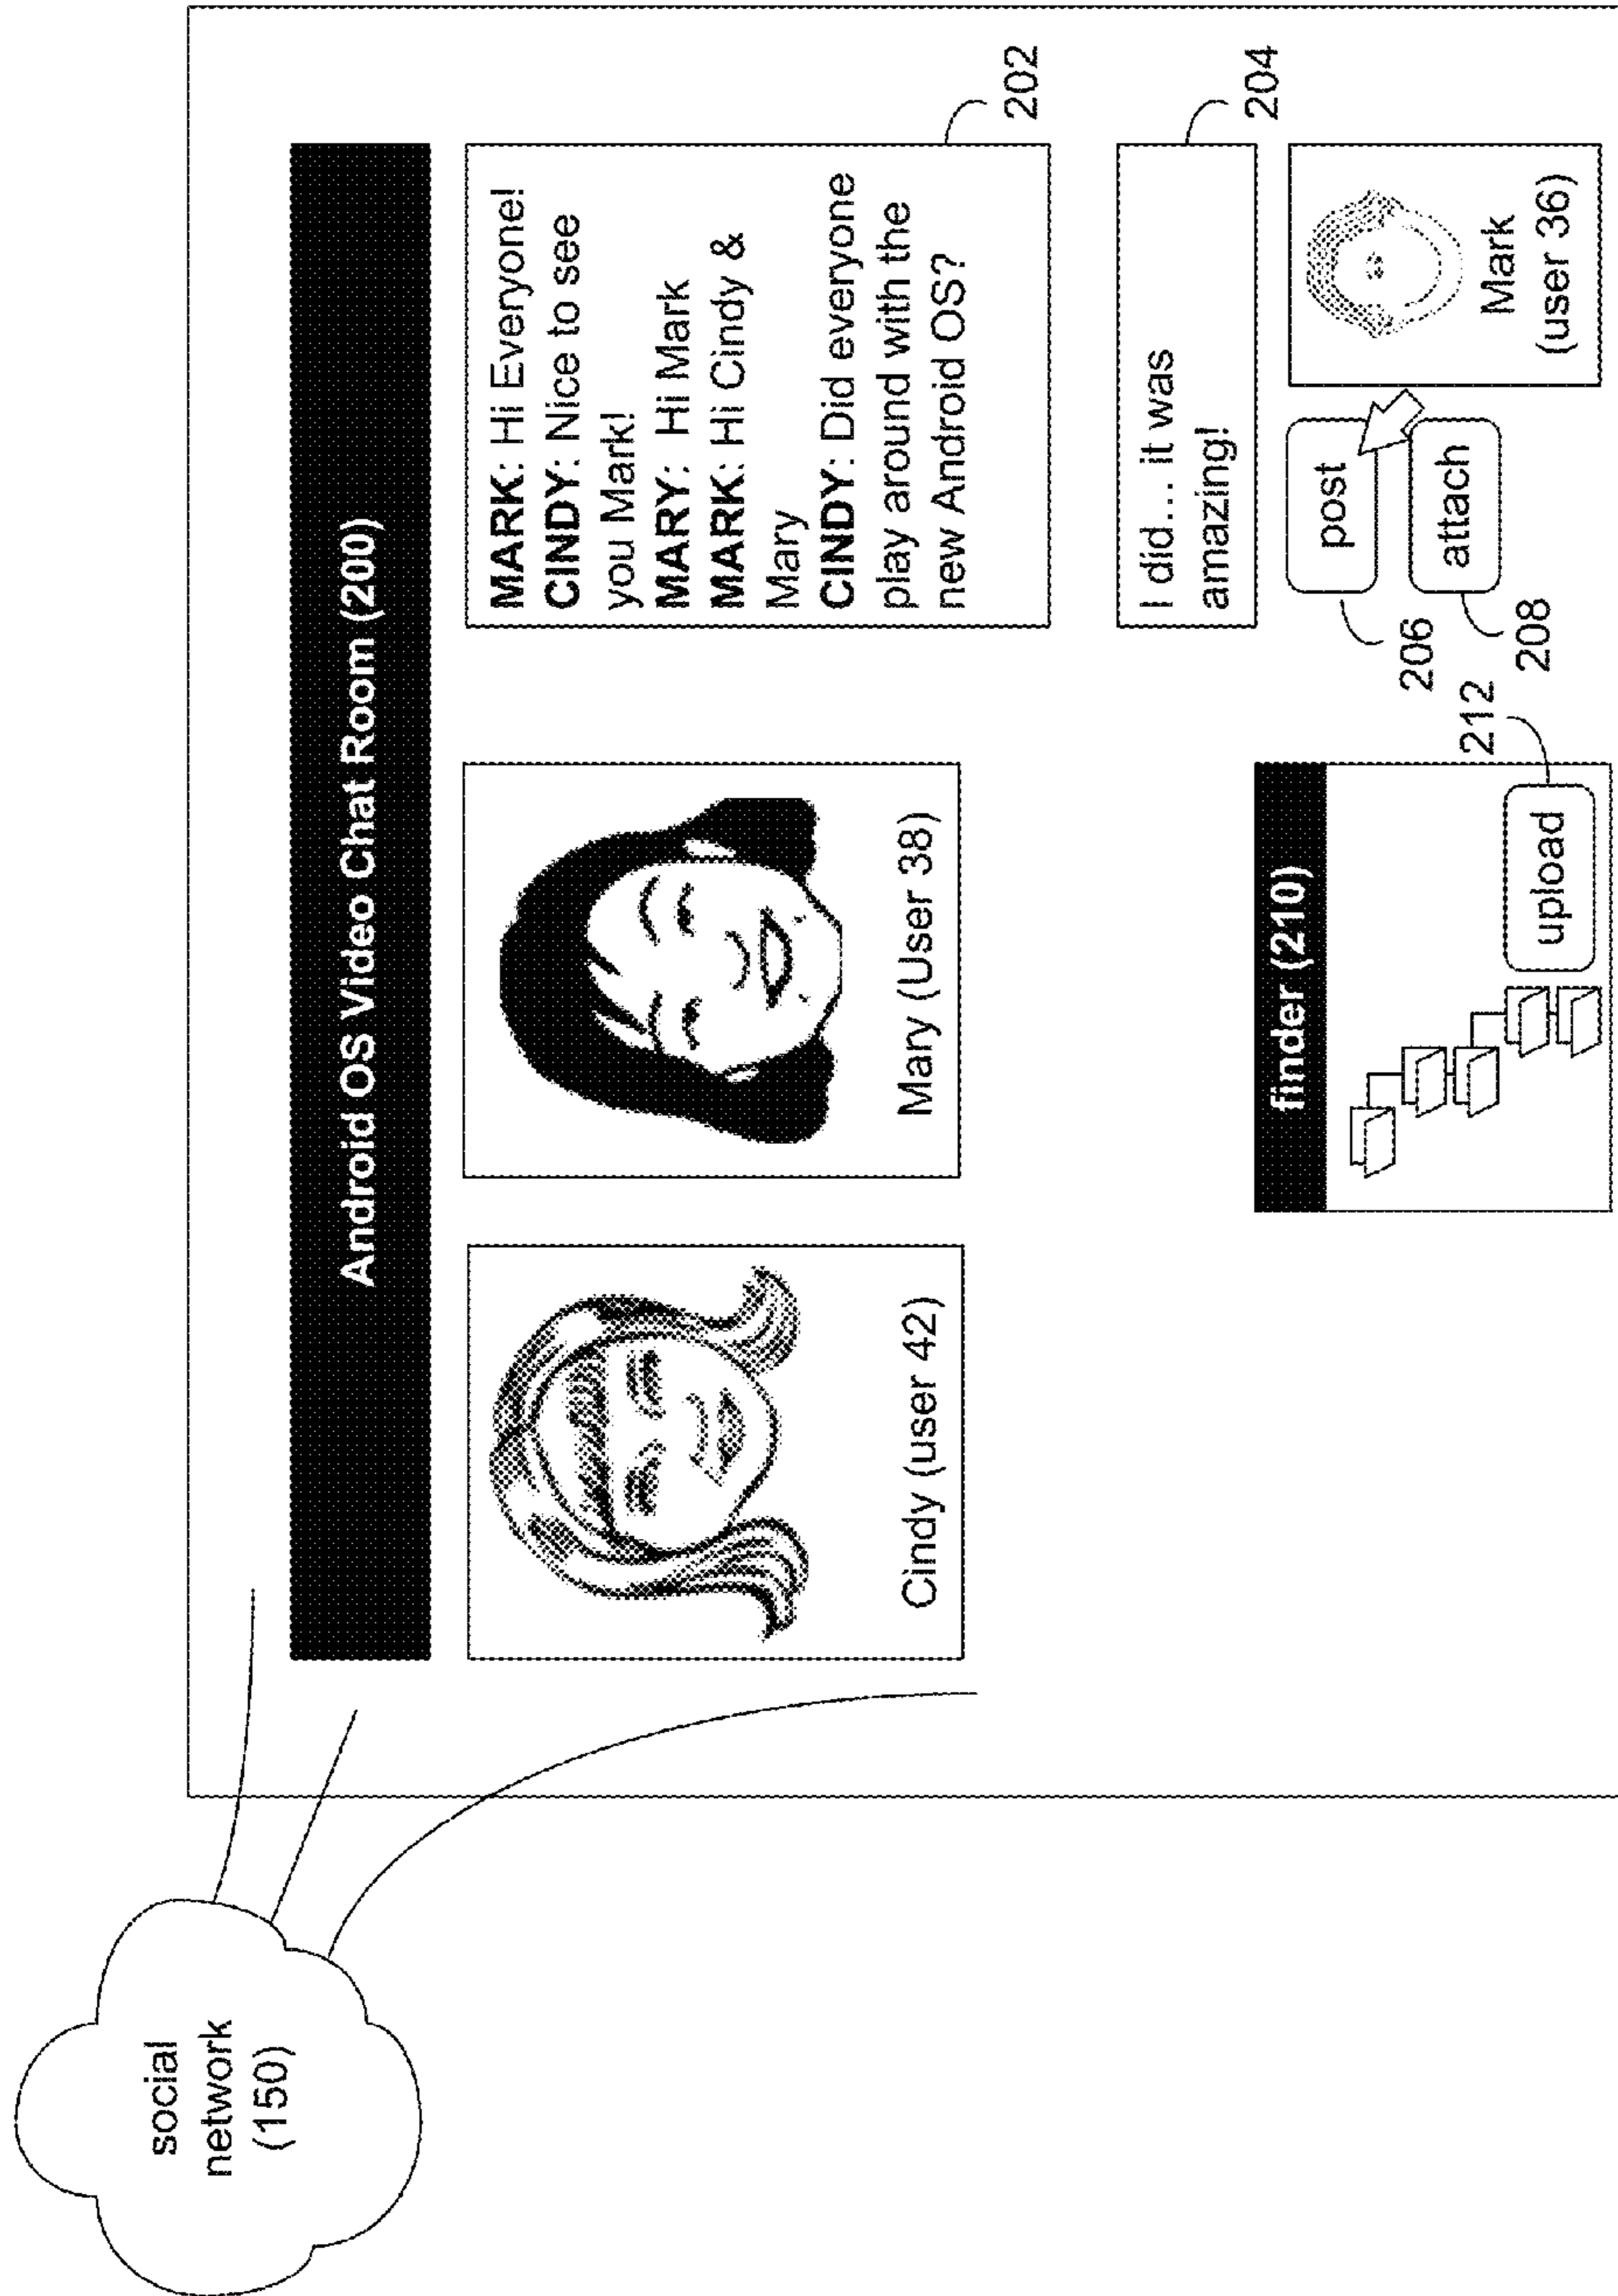 social
network
(150)
Android OS Video Chat Room (200)
Cindy (user 42)
Mary (User 38)
MARK: Hi Everyone!
CINDY: Nice to see
you Mark!
MARY:  Hi Mark
MARK: Hi Cindy &
Mary
CINDY: Did everyone
play around with the
new Android OS?
202
I did... it was
amazing!
204
finder (210)
upload
212
post
206
attach
208
Mark
(user 36)